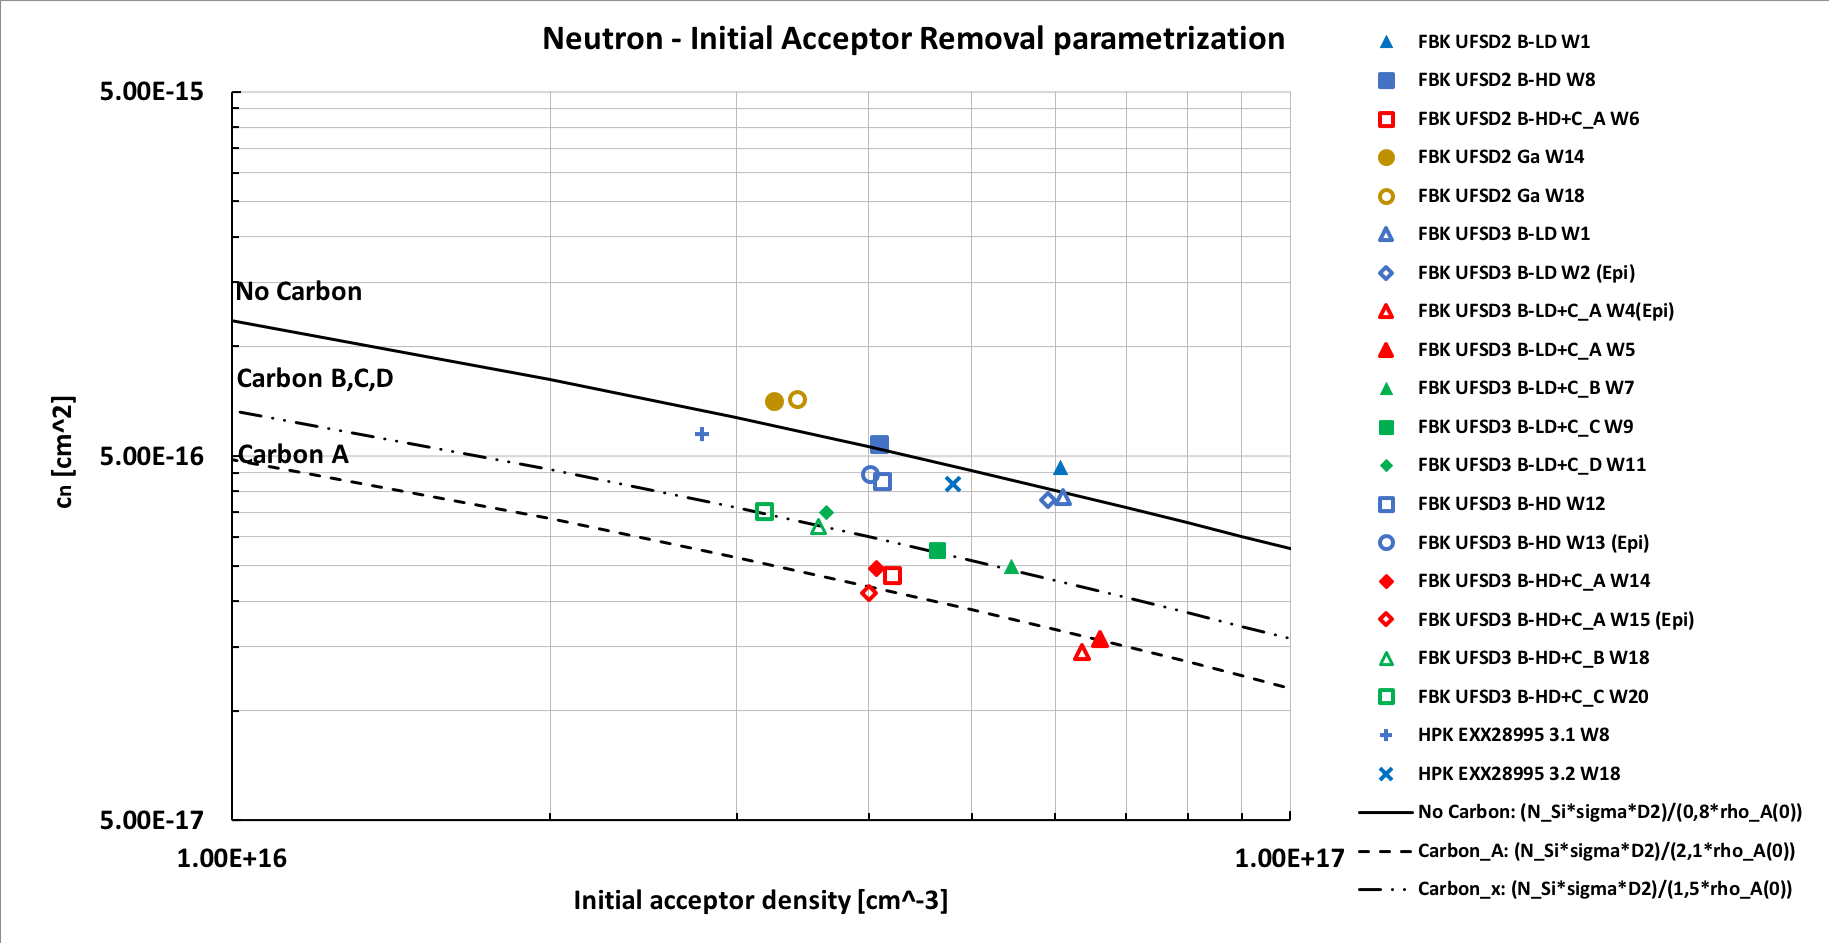 Neutron - Initial Acceptor Removal parametrization
5.00E-15
5.00E-16
5.00E-17
cn [cm^2]
1.00E+16
1.00E+17
Initial acceptor density [cm^-3]
No Carbon
Carbon B,C,D
Carbon A
FBK UFSD2 B-LD W1
FBK UFSD2 B-HD W8
FBK UFSD2 B-HD+C_A W6
FBK UFSD2 Ga W14
FBK UFSD2 Ga W18
FBK UFSD3 B-LD W1
FBK UFSD3 B-LD W2 (Epi)
FBK UFSD3 B-LD+C_A W4(Epi)
FBK UFSD3 B-LD+C_A W5
FBK UFSD3 B-LD+C_B W7
FBK UFSD3 B-LD+C_C W9
FBK UFSD3 B-LD+C_D W11
FBK UFSD3 B-HD W12
FBK UFSD3 B-HD W13 (Epi)
FBK UFSD3 B-HD+C_A W14
FBK UFSD3 B-HD+C_A W15 (Epi)
FBK UFSD3 B-HD+C_B W18
FBK UFSD3 B-HD+C_C W20
HPK EXX28995 3.1 W8
HPK EXX28995 3.2 W18
No Carbon: (N_Si*sigma*D2)/(0,8*rho_A(0))
Carbon_A: (N_Si*sigma*D2)/(2,1*rho_A(0))
Carbon_x: (N_Si*sigma*D2)/(1,5*rho_A(0))